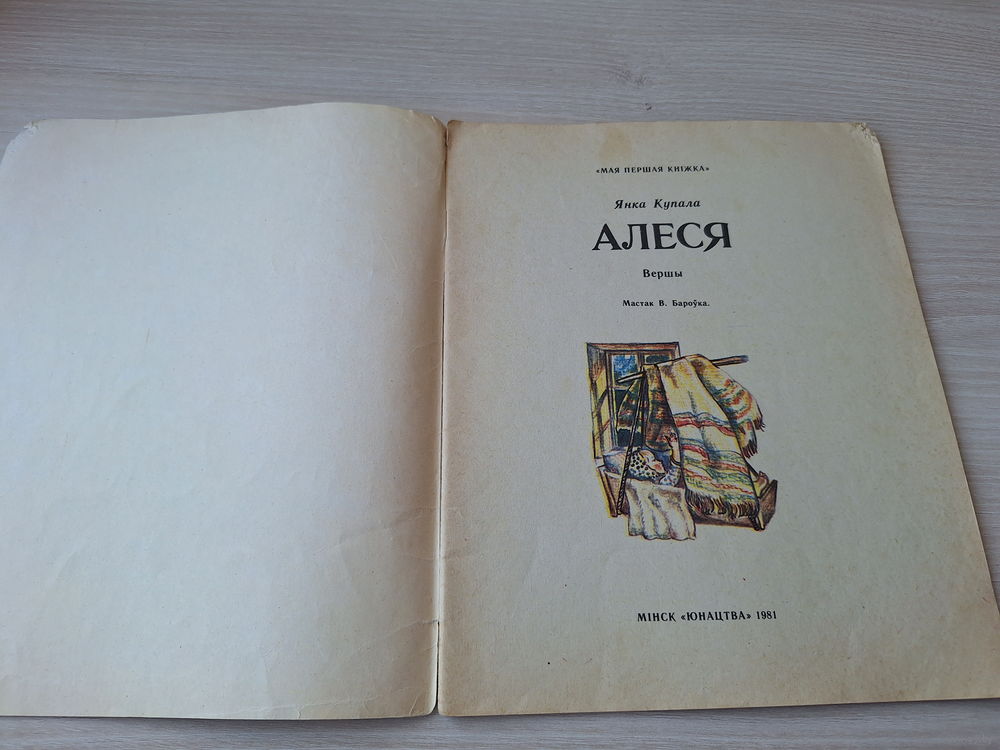 «МАЯ ПЕРШАЯ КНІЖКА»
Янка Купала
АЛЕСЯ
Вершы
Мастак В. Бароўка.
МІНСК «ЮНАЦТВА» 1981